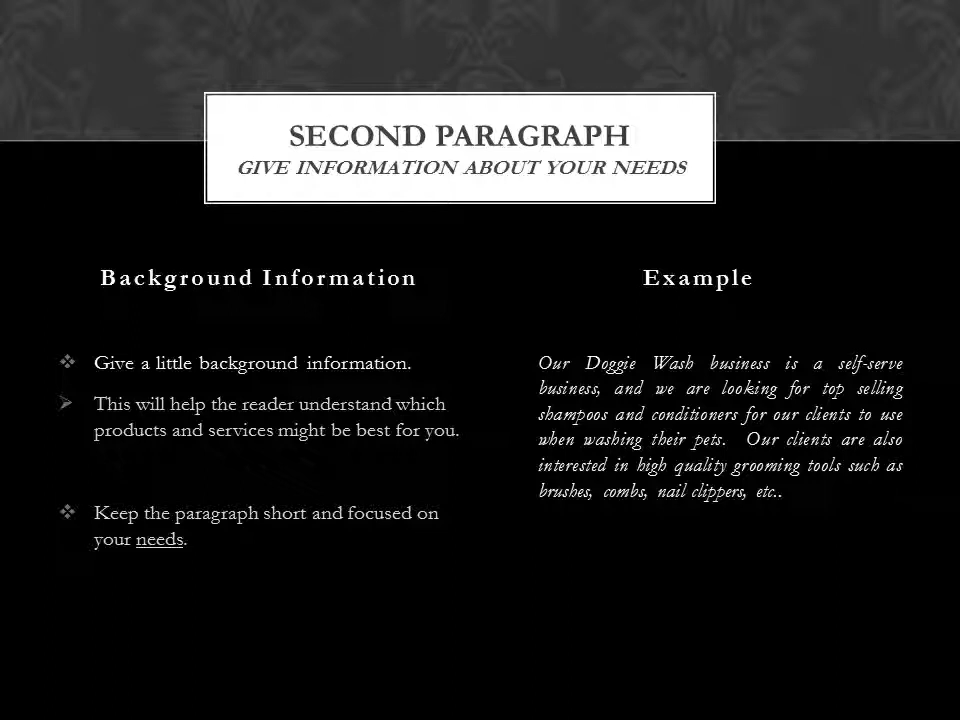 SECOND PARAGRAPH
GIVE INFORMATION ABOUT YOUR NEEDS
Background Information
Give a little background information.
This will help the reader understand which
products and services might be best for you.
Keep the paragraph short and focused on
your needs.
Example
Our Doggie Wash business is a self-serve
business, and we are looking for top selling
shampoos and conditioners for our clients to use
when washing their pets. Our clients are also
interested in high quality grooming tools such as
brushes, combs, nail clippers, etc..